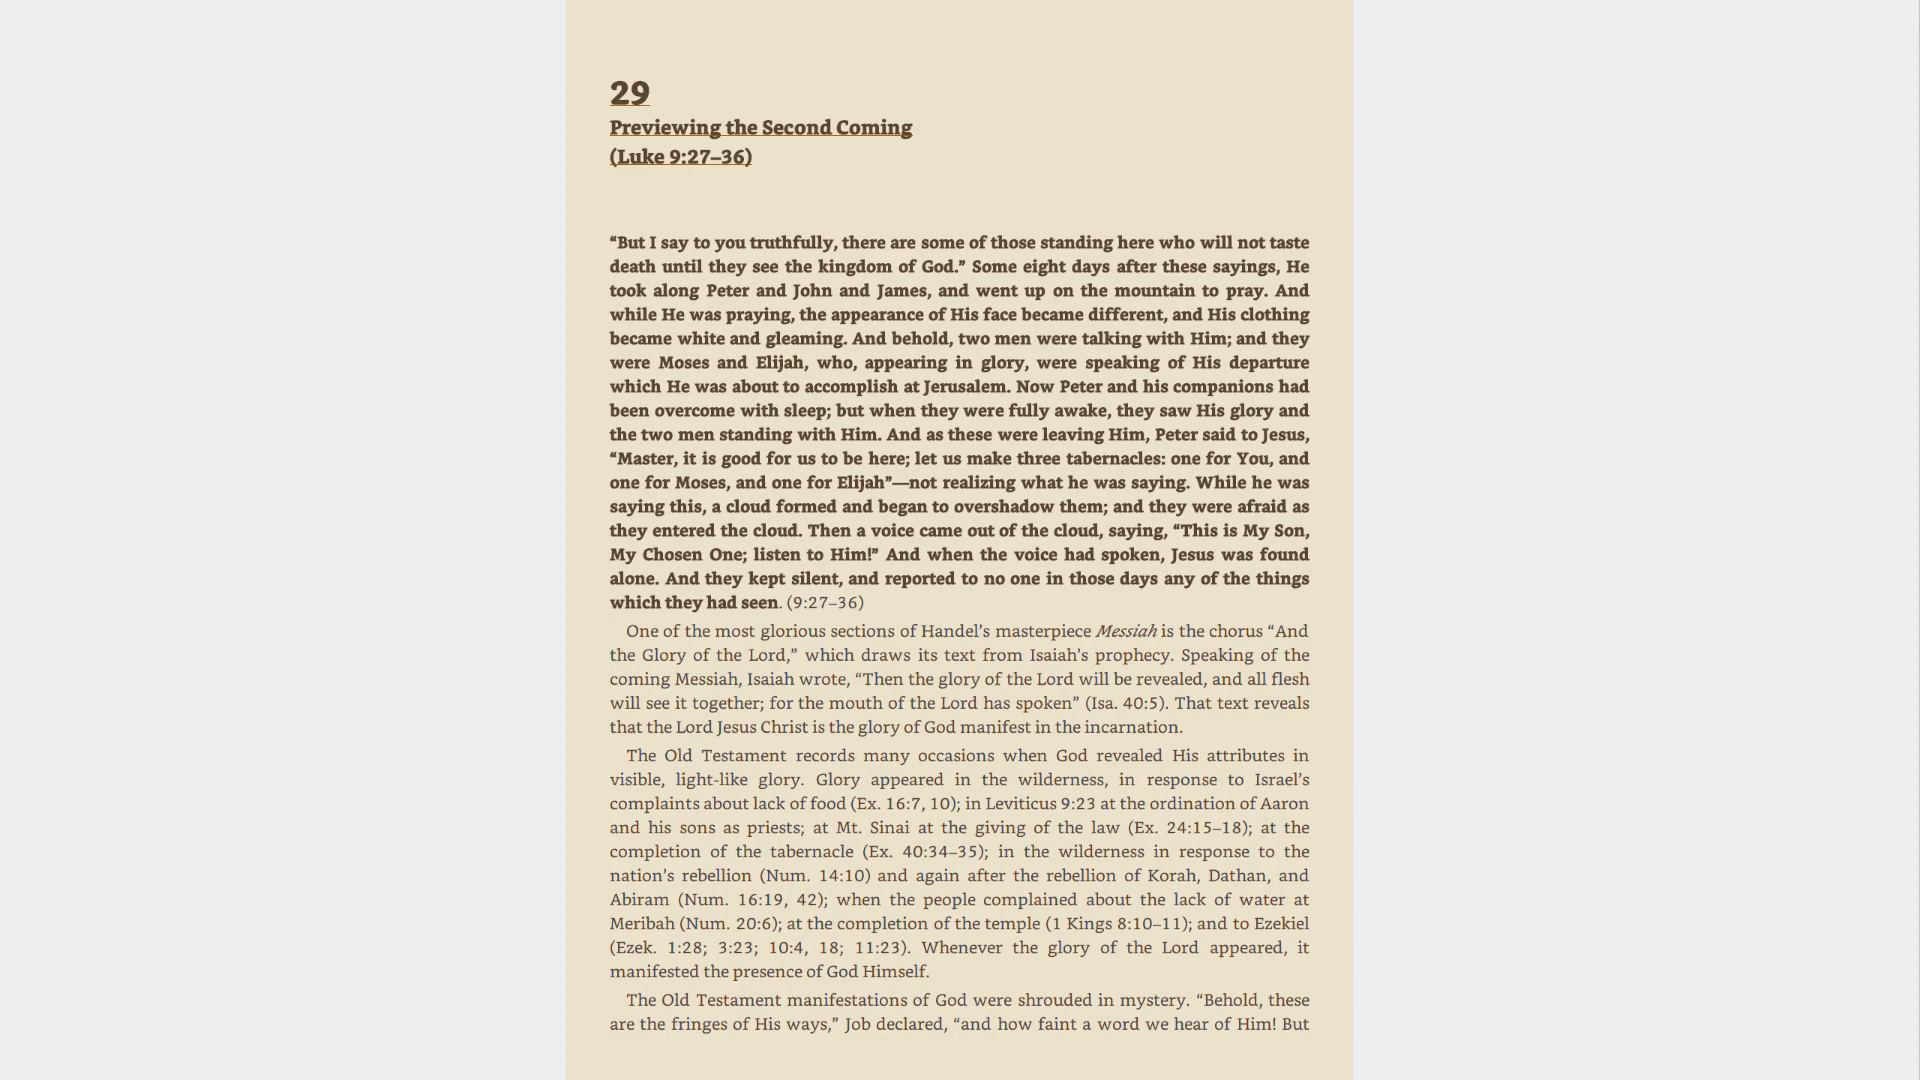 29
Previewing the Second Coming
(Luke 9:27–36)
“But I say to you truthfully, there are some of those standing here who will not taste
death until they see the kingdom of God.” Some eight days after these sayings, He
took along Peter and John and James, and went up on the mountain to pray. And
while He was praying, the appearance of His face became different, and His clothing
became white and gleaming. And behold, two men were talking with Him; and they
were Moses and Elijah, who, appearing in glory, were speaking of His departure
which He was about to accomplish at Jerusalem. Now Peter and his companions had
been overcome with sleep; but when they were fully awake, they saw His glory and
the two men standing with Him. And as these were leaving Him, Peter said to Jesus,
“Master, it is good for us to be here; let us make three tabernacles: one for You, and
one for Moses, and one for Elijah”—not realizing what he was saying. While he was
saying this, a cloud formed and began to overshadow them; and they were afraid as
they entered the cloud. Then a voice came out of the cloud, saying, “This is My Son,
My Chosen One; listen to Him!” And when the voice had spoken, Jesus was found
alone. And they kept silent, and reported to no one in those days any of the things
which they had seen. (9:27–36)
One of the most glorious sections of Handel’s masterpiece Messiah is the chorus “And
the Glory of the Lord,” which draws its text from Isaiah’s prophecy. Speaking of the
coming Messiah, Isaiah wrote, “Then the glory of the Lord will be revealed, and all flesh
will see it together; for the mouth of the Lord has spoken” (Isa. 40:5). That text reveals
that the Lord Jesus Christ is the glory of God manifest in the incarnation.
The Old Testament records many occasions when God revealed His attributes in
visible, light-like glory. Glory appeared in the wilderness, in response to Israel’s
complaints about lack of food (Ex. 16:7, 10); in Leviticus 9:23 at the ordination of Aaron
and his sons as priests; at Mt. Sinai at the giving of the law (Ex. 24:15–18); at the
completion of the tabernacle (Ex. 40:34–35); in the wilderness in response to the
nation’s rebellion (Num. 14:10) and again after the rebellion of Korah, Dathan, and
Abiram (Num. 16:19, 42); when the people complained about the lack of water at
Meribah (Num. 20:6); at the completion of the temple (1 Kings 8:10–11); and to Ezekiel
(Ezek. 1:28; 3:23; 10:4, 18; 11:23). Whenever the glory of the Lord appeared, it
manifested the presence of God Himself.
The Old Testament manifestations of God were shrouded in mystery. “Behold, these
are the fringes of His ways,” Job declared, “and how faint a word we hear of Him! But